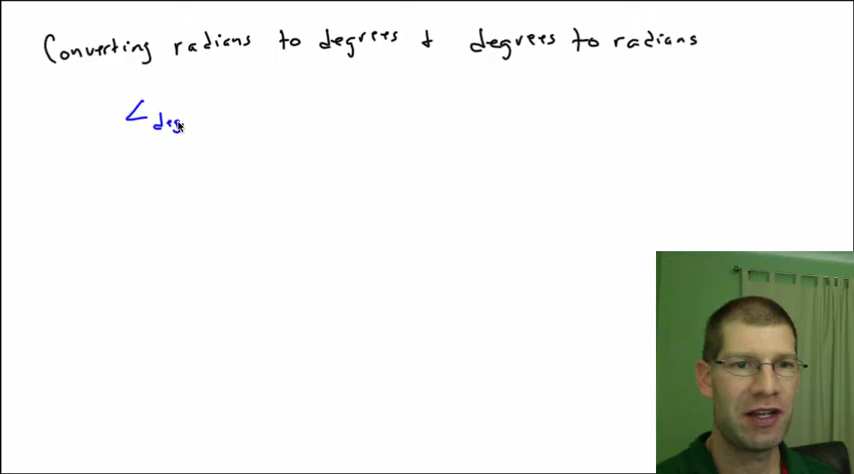 Converting radians to degrees & degrees to radians
∠deg